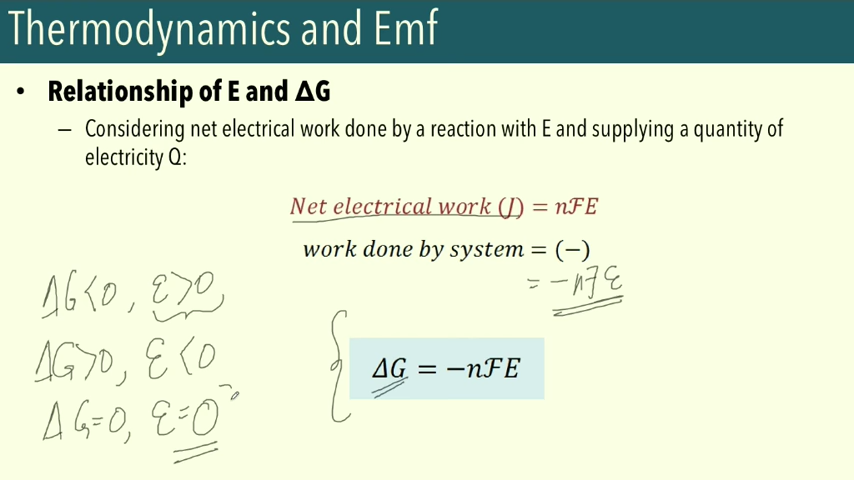 Thermodynamics and Emf
• Relationship of E and ΔG
– Considering net electrical work done by a reaction with E and supplying a quantity of
electricity Q:
Net electrical work (J) = nℱE
work done by system = (−)
= −nℱε
ΔG<0, ε>0,
ΔG>0, ε<0
ΔG=0, ε=0
ΔG = −nℱE